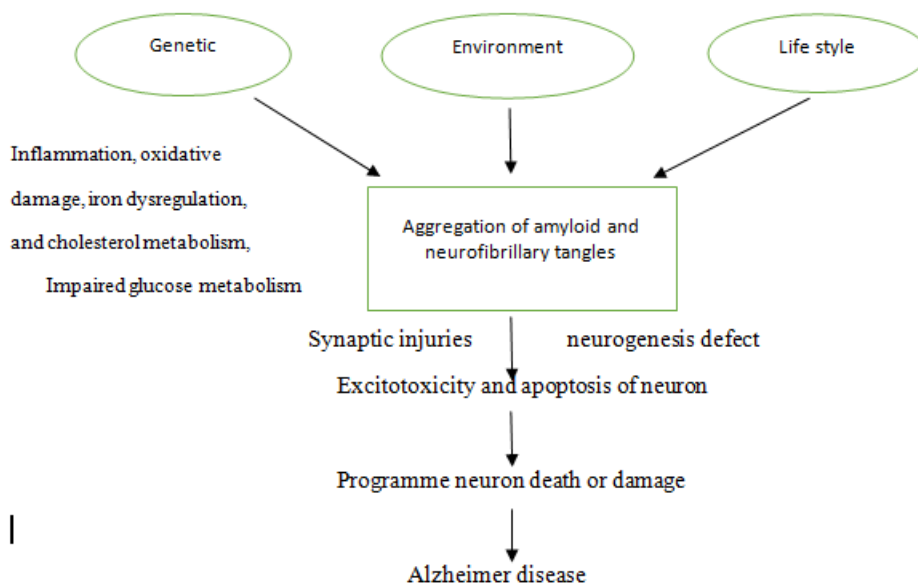 Genetic
Environment
Life style
Inflammation, oxidative
damage, iron dysregulation,
and cholesterol metabolism,
Impaired glucose metabolism
Aggregation of amyloid and
neurofibrillary tangles
Synaptic injuries
neurogenesis defect
Excitotoxicity and apoptosis of neuron
Programme neuron death or damage
Alzheimer disease